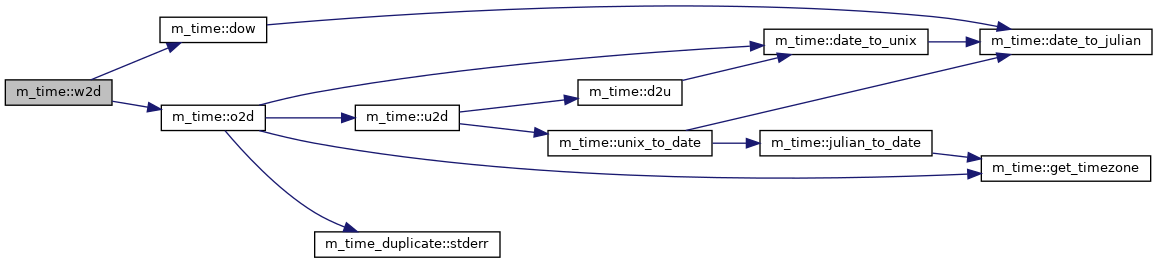 m_time::dow
m_time::date_to_unix
m_time::date_to_julian
m_time::w2d
m_time::d2u
m_time::o2d
m_time::u2d
m_time::unix_to_date
m_time::julian_to_date
m_time::get_timezone
m_time_duplicate::stderr